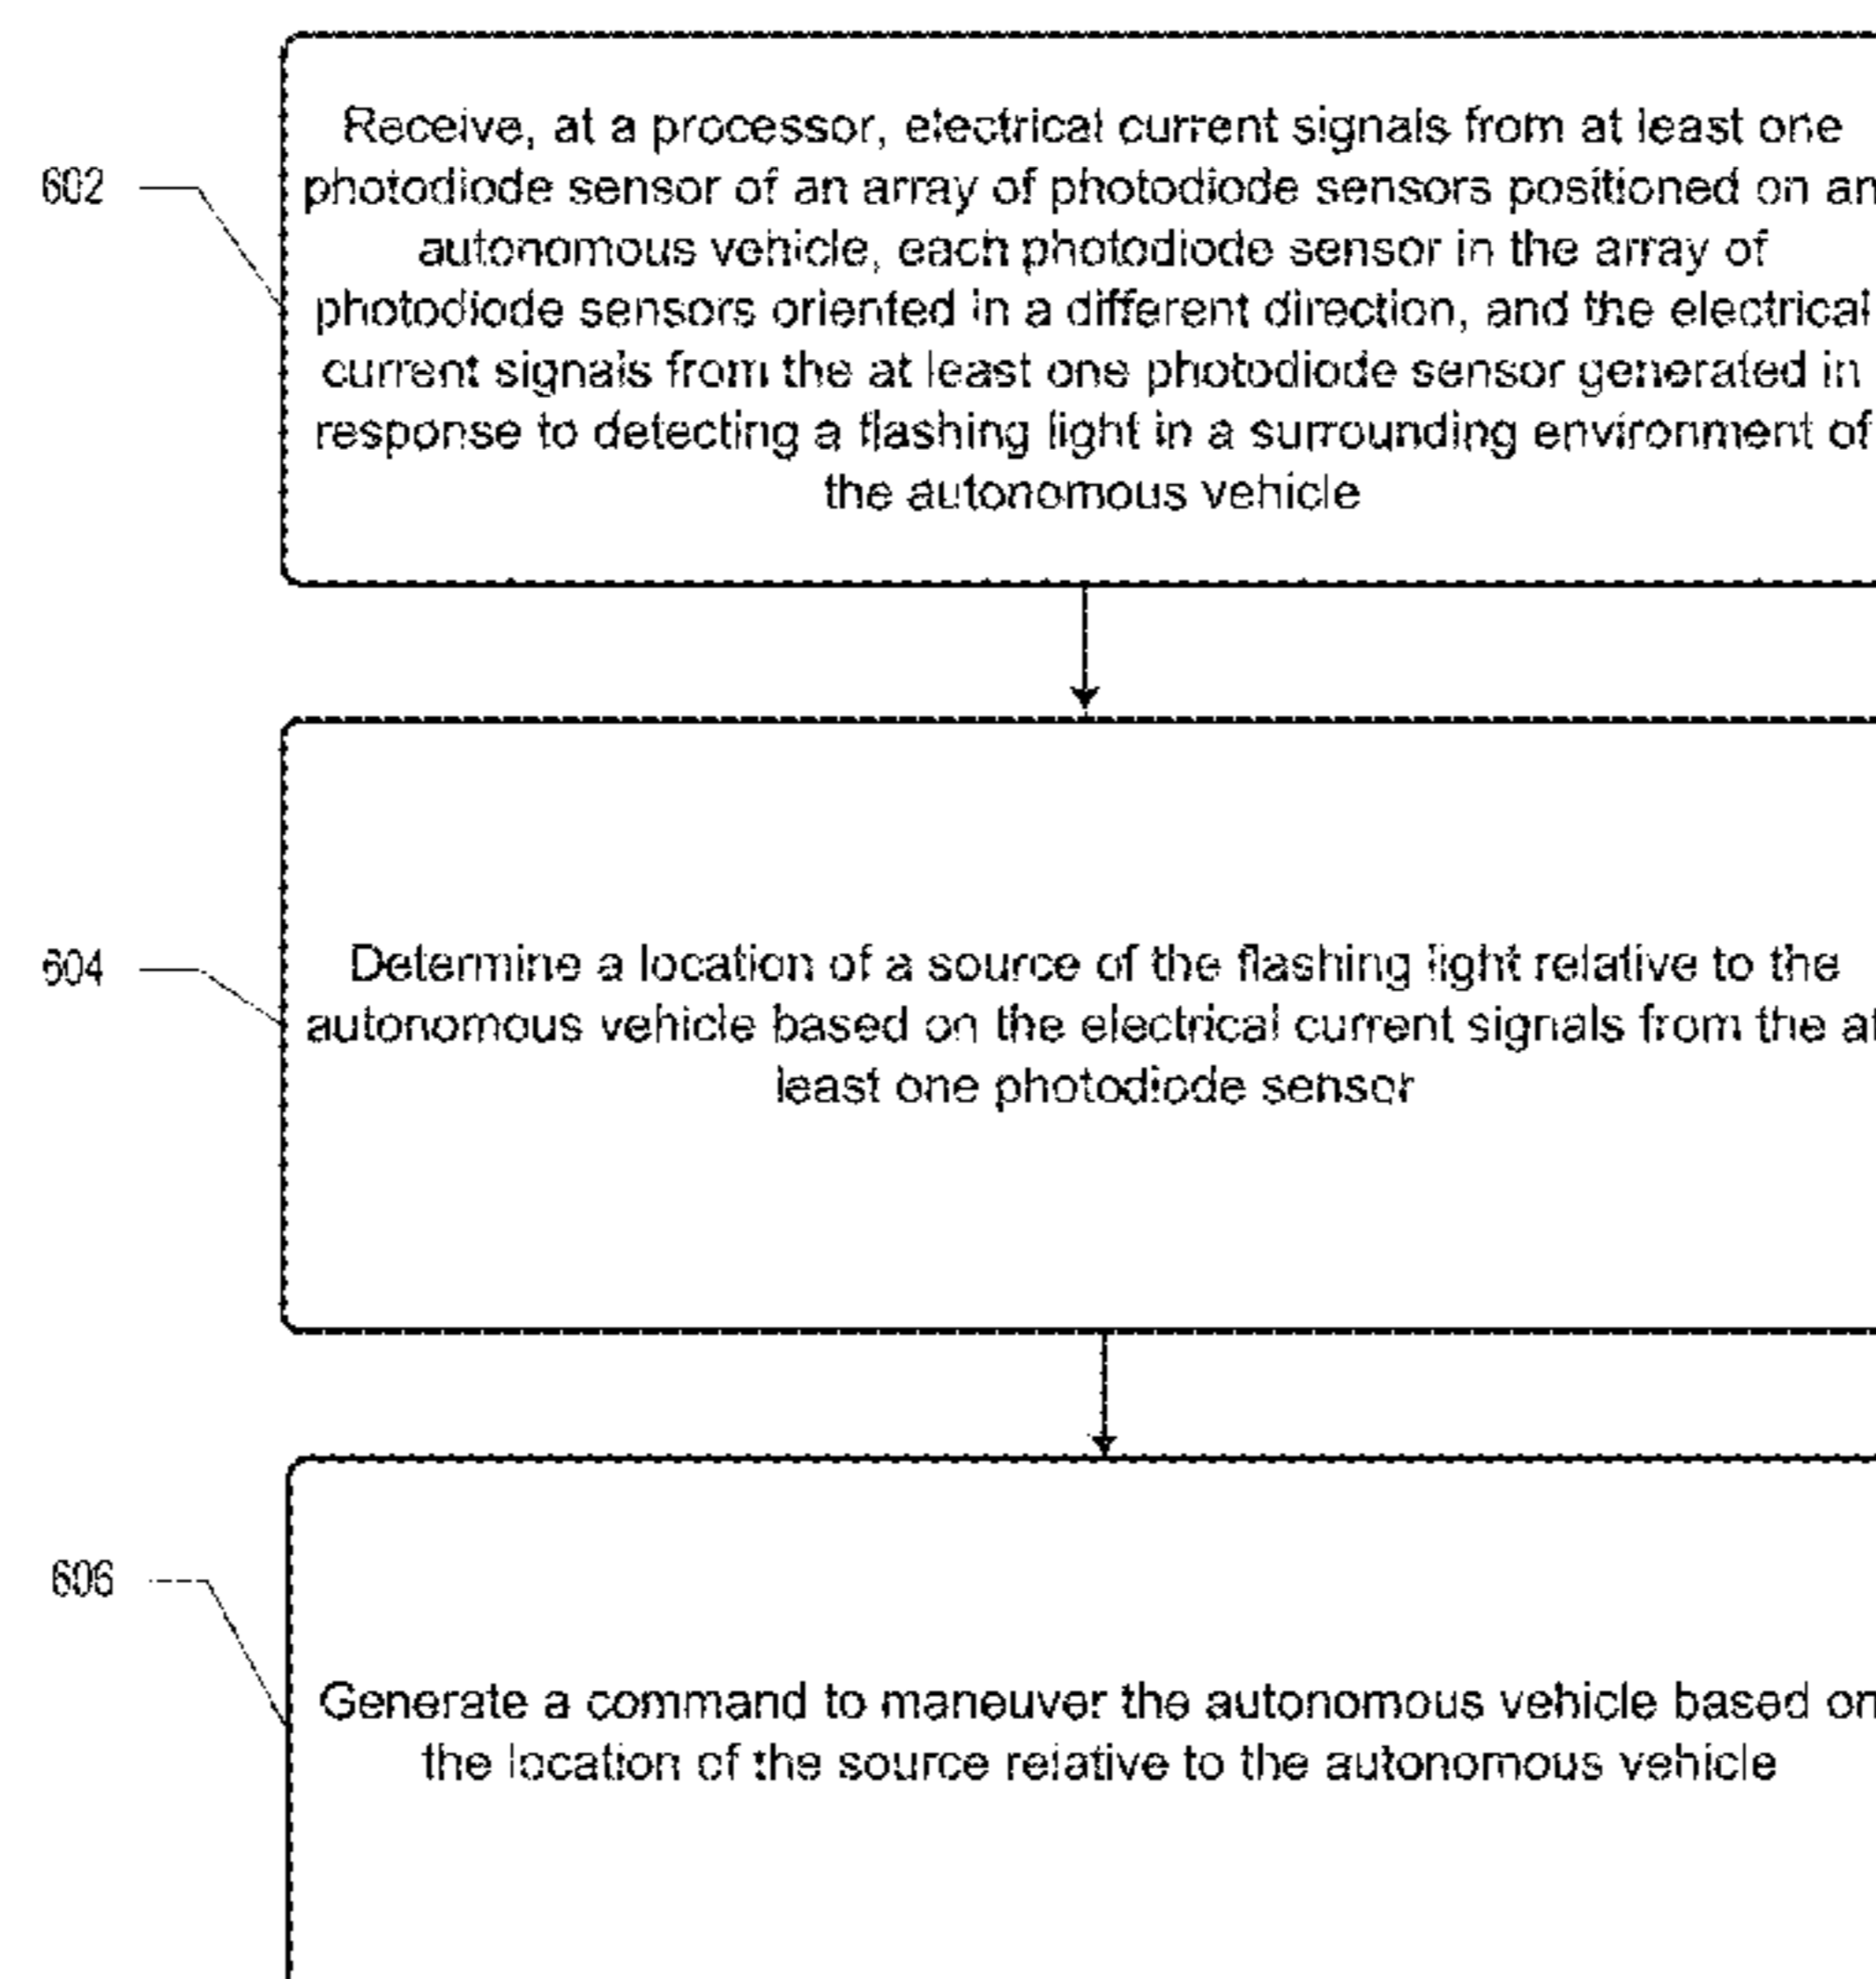 602
Receive, at a processor, electrical current signals from at least one
photodiode sensor of an array of photodiode sensors positioned on an
autonomous vehicle, each photodiode sensor in the array of
photodiode sensors oriented in a different direction, and the electrical
current signals from the at least one photodiode sensor generated in
response to detecting a flashing light in a surrounding environment of
the autonomous vehicle
604
Determine a location of a source of the flashing light relative to the
autonomous vehicle based on the electrical current signals from the at
least one photodiode sensor
606
Generate a command to maneuver the autonomous vehicle based on
the location of the source relative to the autonomous vehicle